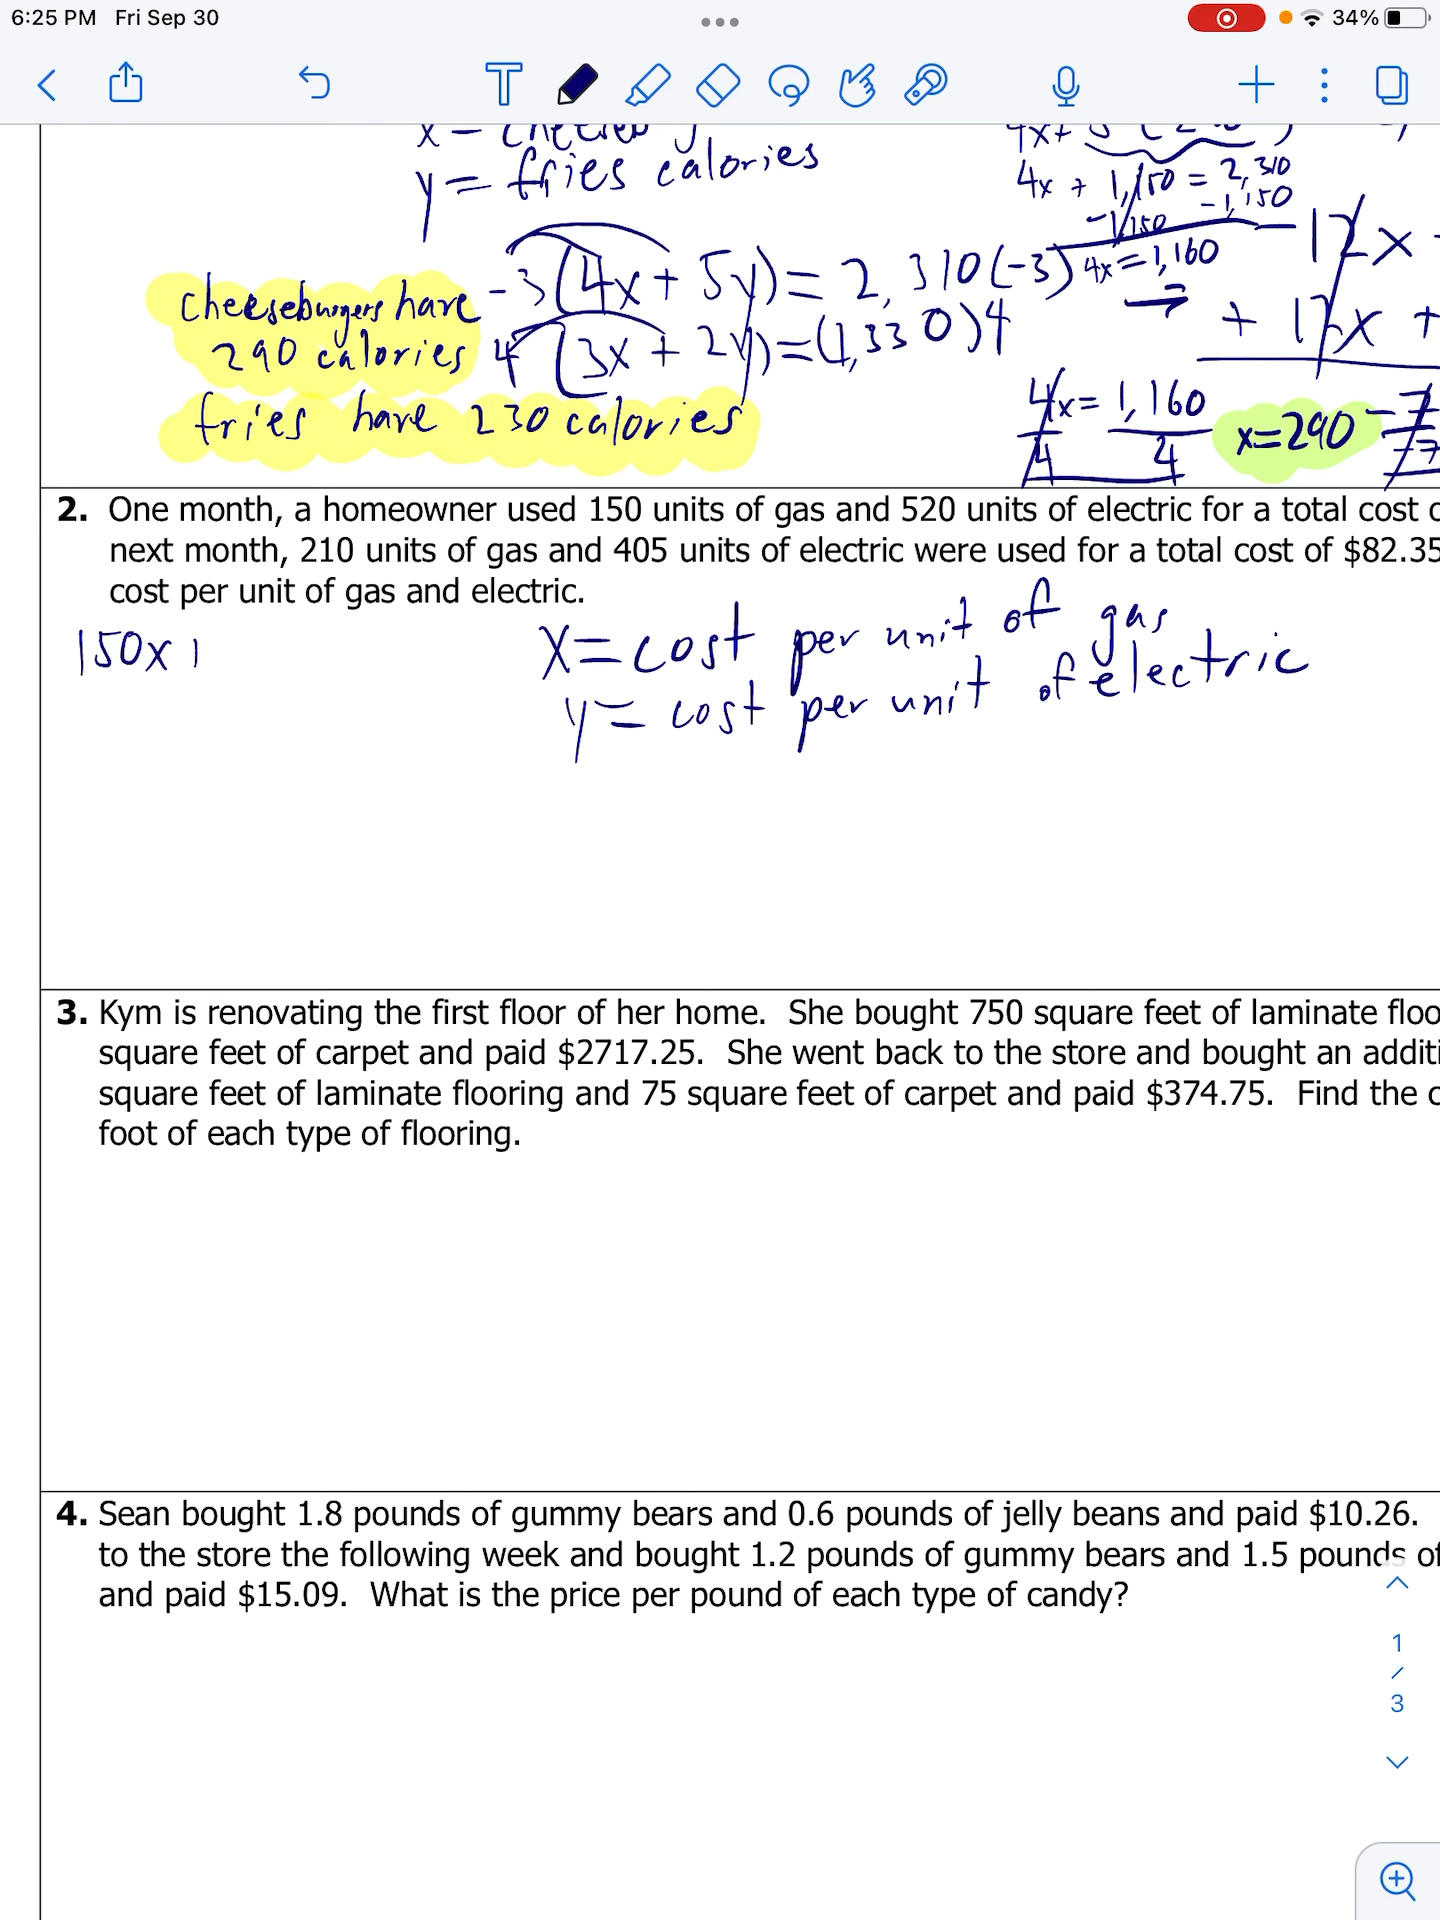 6:25 PM Fri Sep 30
34%
y = fries calories
4x + 1,150 = 2,310
-1,150 -1,150
4x = 1,160
-3(4x + 5y) = 2,310(-3)
4(3x + 2y) = (1,330)4
-12x
+ 12x +
cheeseburgers have
290 calories
fries have 230 calories
4x = 1,160
4 4
x=290
-7
-7
2. One month, a homeowner used 150 units of gas and 520 units of electric for a total cost
next month, 210 units of gas and 405 units of electric were used for a total cost of $82.35
cost per unit of gas and electric.
150x
x = cost per unit of gas
y = cost per unit of electric
3. Kym is renovating the first floor of her home. She bought 750 square feet of laminate floo
square feet of carpet and paid $2717.25. She went back to the store and bought an additi
square feet of laminate flooring and 75 square feet of carpet and paid $374.75. Find the c
foot of each type of flooring.
4. Sean bought 1.8 pounds of gummy bears and 0.6 pounds of jelly beans and paid $10.26.
to the store the following week and bought 1.2 pounds of gummy bears and 1.5 pounds of
and paid $15.09. What is the price per pound of each type of candy?
1
/
3